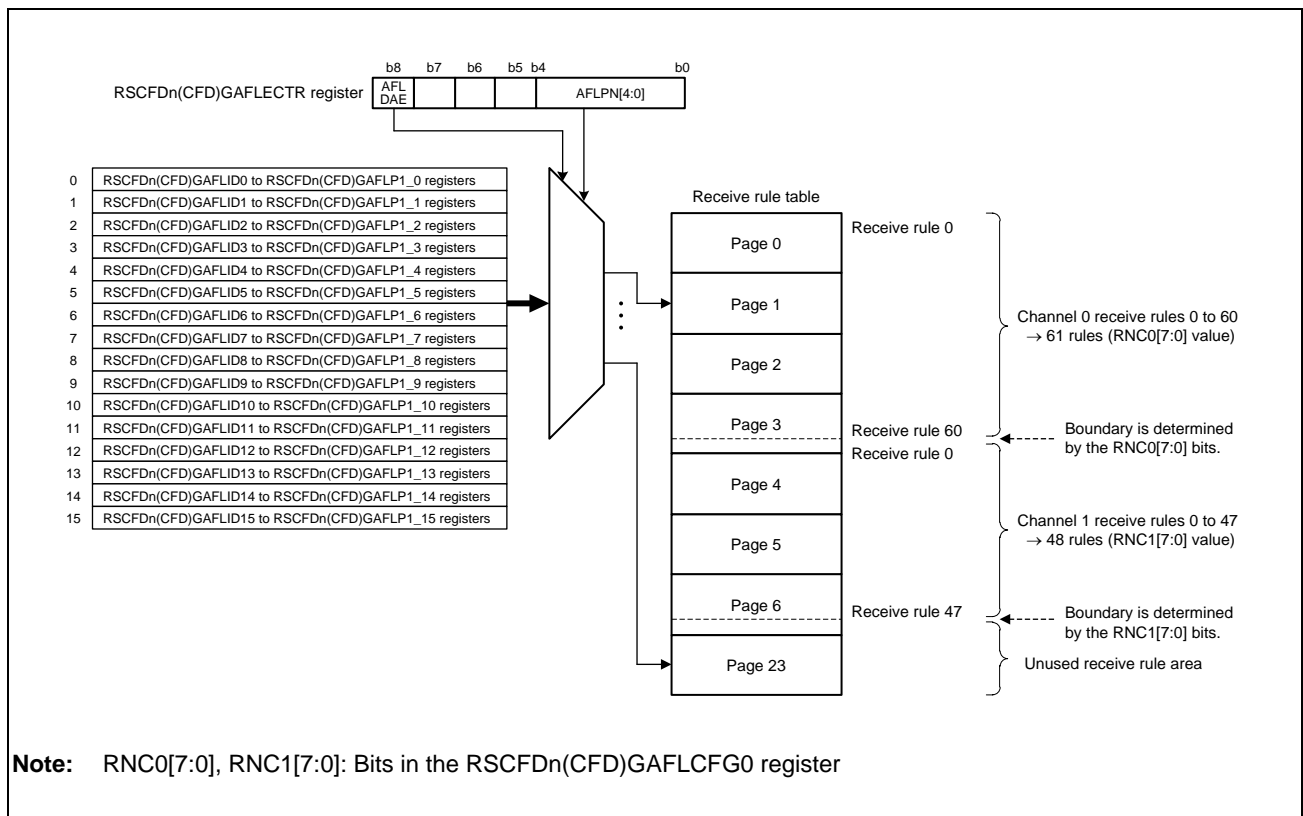 b8 b7 b6 b5 b4 b0
RSCFDn(CFD)GAFLECTR register
AFL
DAE
AFLPN[4:0]
0 RSCFDn(CFD)GAFLID0 to RSCFDn(CFD)GAFLP1_0 registers
1 RSCFDn(CFD)GAFLID1 to RSCFDn(CFD)GAFLP1_1 registers
2 RSCFDn(CFD)GAFLID2 to RSCFDn(CFD)GAFLP1_2 registers
3 RSCFDn(CFD)GAFLID3 to RSCFDn(CFD)GAFLP1_3 registers
4 RSCFDn(CFD)GAFLID4 to RSCFDn(CFD)GAFLP1_4 registers
5 RSCFDn(CFD)GAFLID5 to RSCFDn(CFD)GAFLP1_5 registers
6 RSCFDn(CFD)GAFLID6 to RSCFDn(CFD)GAFLP1_6 registers
7 RSCFDn(CFD)GAFLID7 to RSCFDn(CFD)GAFLP1_7 registers
8 RSCFDn(CFD)GAFLID8 to RSCFDn(CFD)GAFLP1_8 registers
9 RSCFDn(CFD)GAFLID9 to RSCFDn(CFD)GAFLP1_9 registers
10 RSCFDn(CFD)GAFLID10 to RSCFDn(CFD)GAFLP1_10 registers
11 RSCFDn(CFD)GAFLID11 to RSCFDn(CFD)GAFLP1_11 registers
12 RSCFDn(CFD)GAFLID12 to RSCFDn(CFD)GAFLP1_12 registers
13 RSCFDn(CFD)GAFLID13 to RSCFDn(CFD)GAFLP1_13 registers
14 RSCFDn(CFD)GAFLID14 to RSCFDn(CFD)GAFLP1_14 registers
15 RSCFDn(CFD)GAFLID15 to RSCFDn(CFD)GAFLP1_15 registers
Receive rule table
Page 0
Page 1
Page 2
Page 3
Page 4
Page 5
Page 6
Page 23
Receive rule 0
Receive rule 60
Receive rule 0
Receive rule 47
Channel 0 receive rules 0 to 60
→ 61 rules (RNC0[7:0] value)
Boundary is determined
by the RNC0[7:0] bits.
Channel 1 receive rules 0 to 47
→ 48 rules (RNC1[7:0] value)
Boundary is determined
by the RNC1[7:0] bits.
Unused receive rule area
Note: RNC0[7:0], RNC1[7:0]: Bits in the RSCFDn(CFD)GAFLCFG0 register